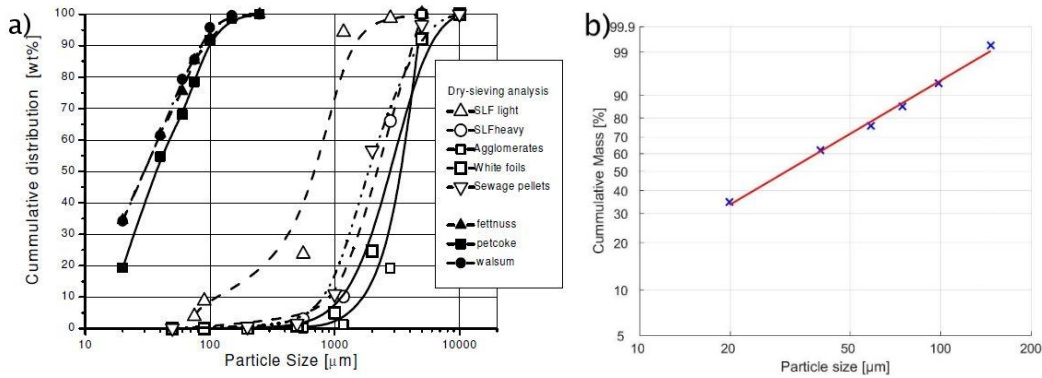 a)
Cummulative distribution [wt%]
100
90
80
70
60
50
40
30
20
10
0
10
100
1000
10000
Particle Size [μm]
Dry-sieving analysis
SLF light
SLFheavy
Agglomerates
White foils
Sewage pellets
fettnuss
petcoke
walsum
b)
Cummulative Mass [%]
99.9
99
90
80
70
60
50
40
30
20
10
5
10
20
50
100
200
Particle size [μm]